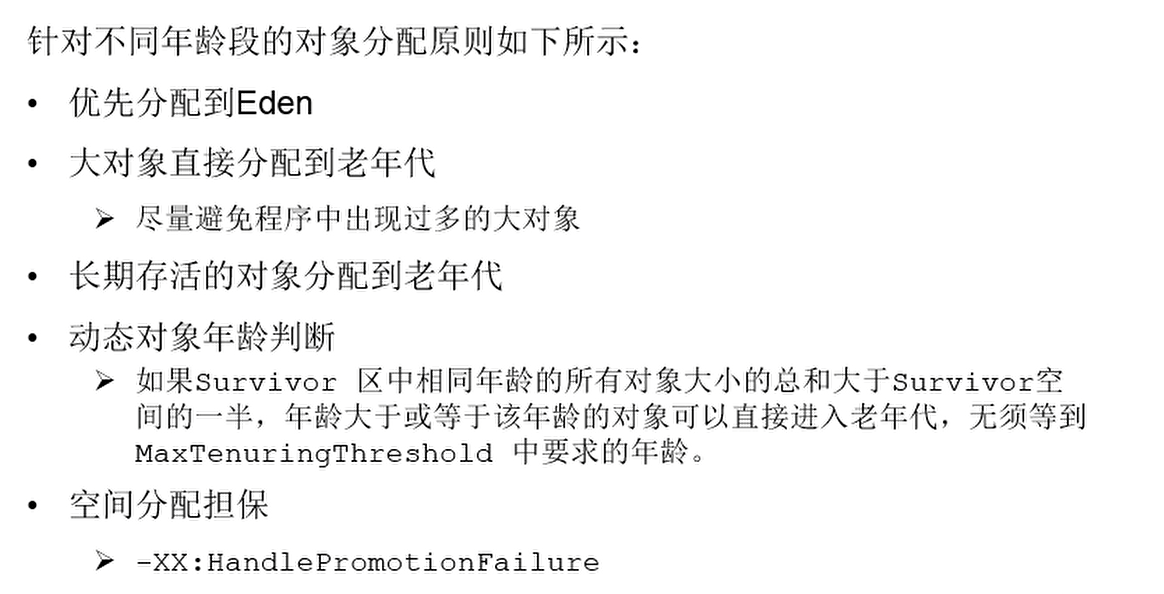 针对不同年龄段的对象分配原则如下所示：
• 优先分配到Eden
• 大对象直接分配到老年代
➢ 尽量避免程序中出现过多的大对象
• 长期存活的对象分配到老年代
• 动态对象年龄判断
➢ 如果Survivor 区中相同年龄的所有对象大小的总和大于Survivor空
间的一半，年龄大于或等于该年龄的对象可以直接进入老年代，无须等到
MaxTenuringThreshold 中要求的年龄。
• 空间分配担保
➢ -XX:HandlePromotionFailure